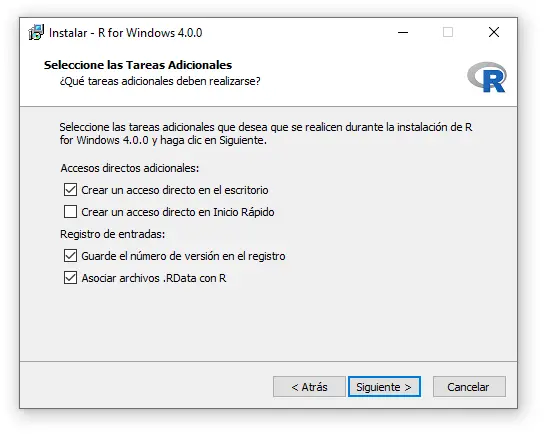 Instalar - R for Windows 4.0.0
Seleccione las Tareas Adicionales
¿Qué tareas adicionales deben realizarse?
R
Seleccione las tareas adicionales que desea que se realicen durante la instalación de R
for Windows 4.0.0 y haga clic en Siguiente.
Accesos directos adicionales:
Crear un acceso directo en el escritorio
Crear un acceso directo en Inicio Rápido
Registro de entradas:
Guarde el número de versión en el registro
Asociar archivos .RData con R
< Atrás
Siguiente >
Cancelar